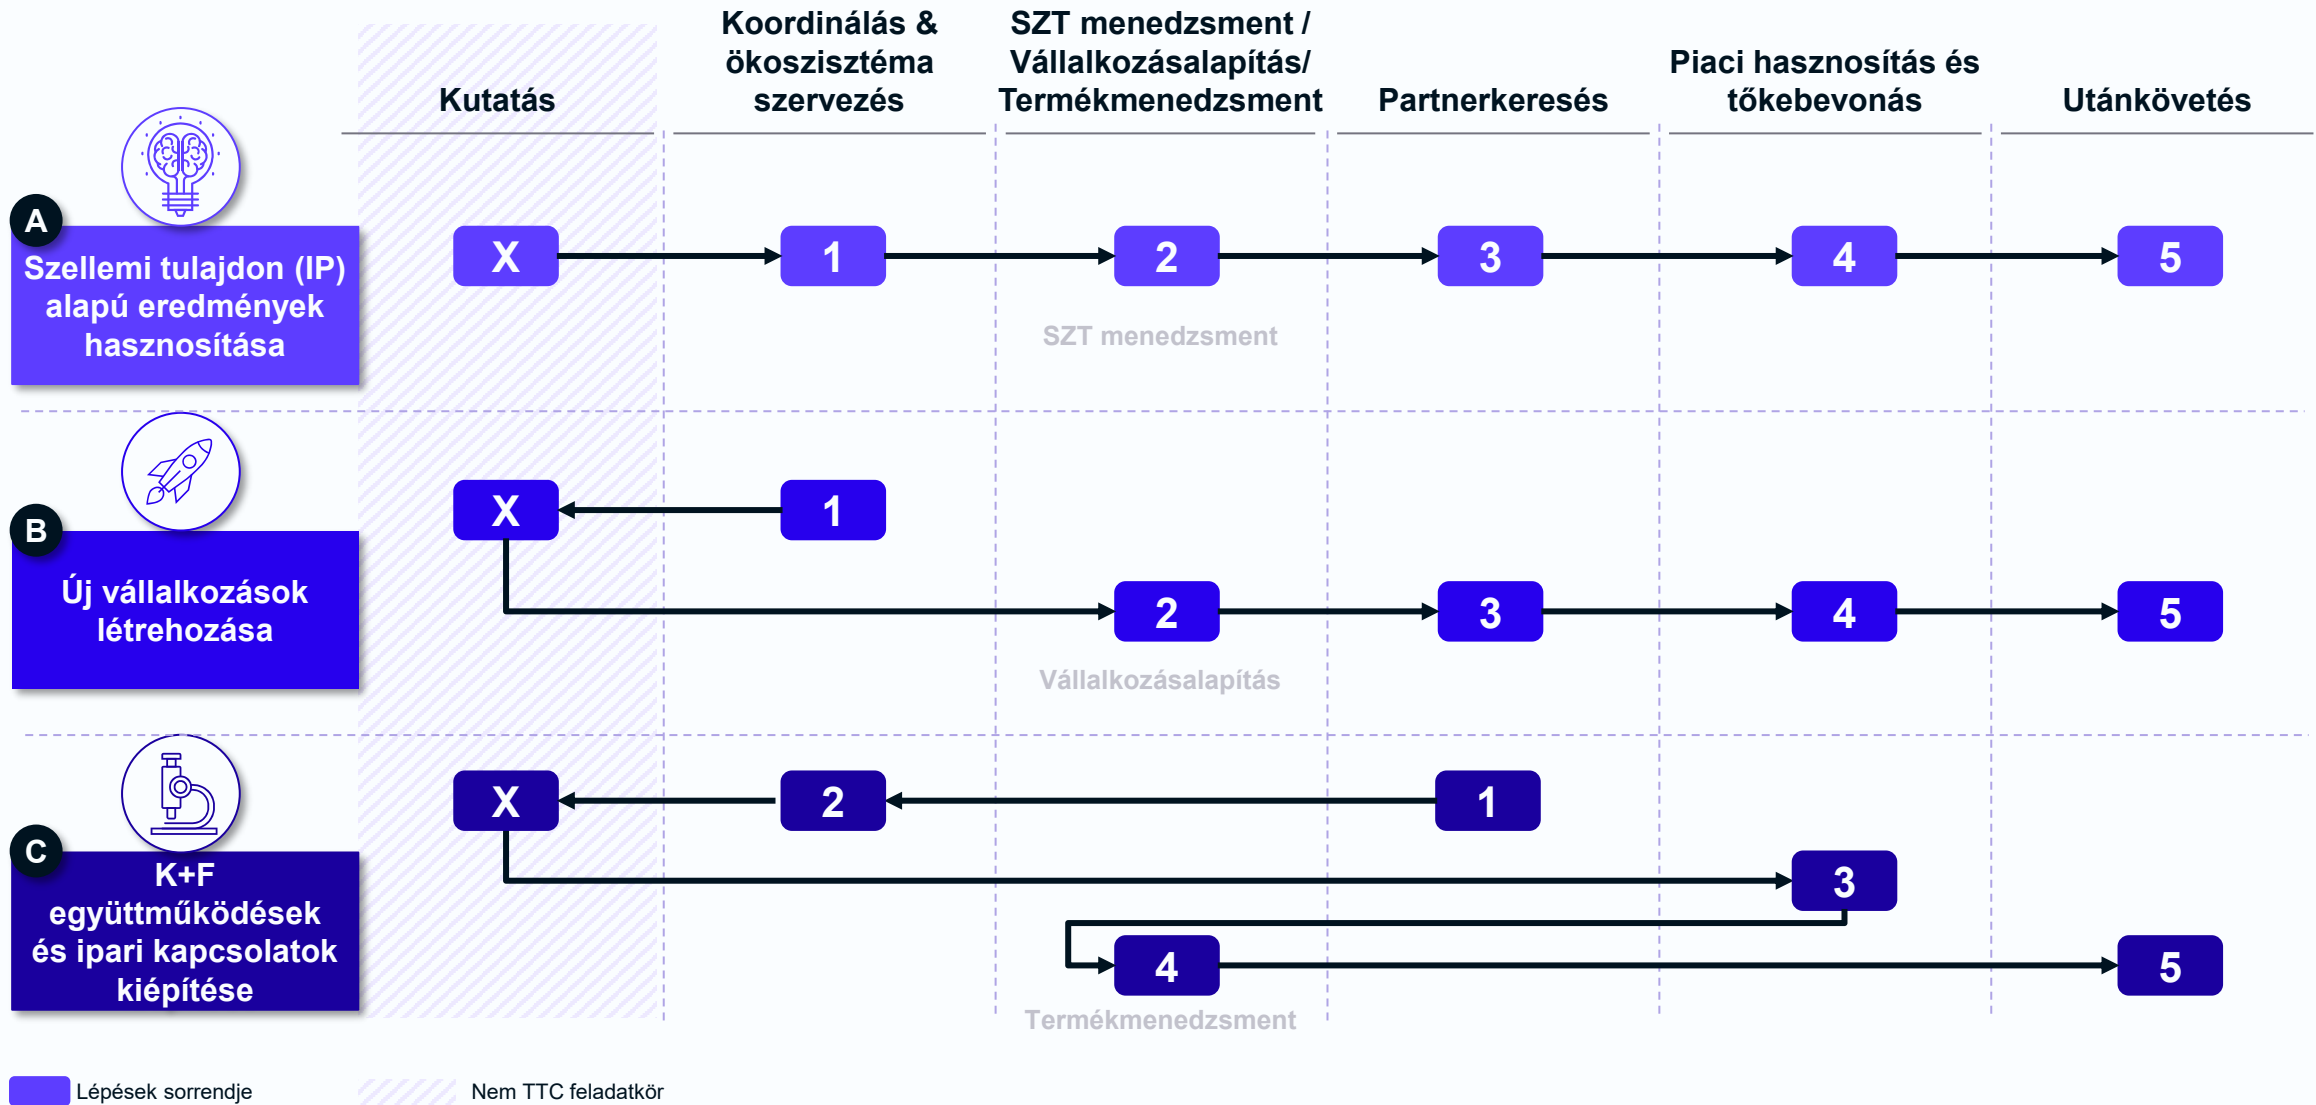 Kutatás
Koordinálás &
ökoszisztéma
szervezés
SZT menedzsment /
Vállalkozásalapítás/
Termékmenedzsment
Partnerkeresés
Piaci hasznosítás és
tőkebevonás
Utánkövetés
A
Szellemi tulajdon (IP)
alapú eredmények
hasznosítása
X
1
2
3
4
5
SZT menedzsment
B
Új vállalkozások
létrehozása
X
1
2
3
4
5
Vállalkozásalapítás
C
K+F
együttműködések
és ipari kapcsolatok
kiépítése
X
2
1
3
4
5
Termékmenedzsment
Lépések sorrendje
Nem TTC feladatkör